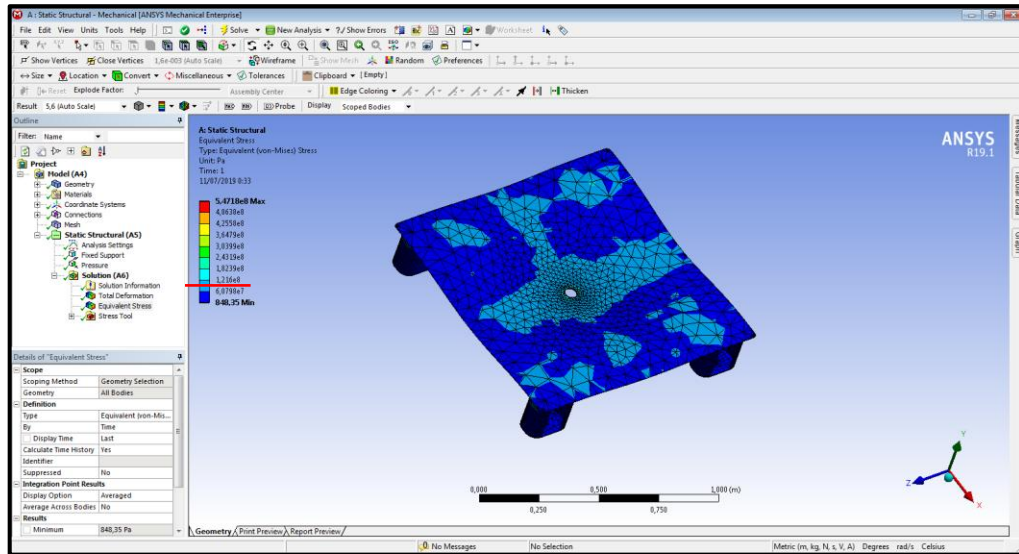 A : Static Structural - Mechanical [ANSYS Mechanical Enterprise]
File Edit View Units Tools Help Solve New Analysis ?/ Show Errors Worksheet
Show Vertices Close Vertices 1,6e-003 (Auto Scale) Wireframe Show Mesh Random Preferences
Size Location Convert Miscellaneous Tolerances Clipboard [Empty]
Reset Explode Factor: Assembly Center Edge Coloring Thicken
Result 5,6 (Auto Scale) Probe Display Scoped Bodies
Outline
Filter: Name
Project
Model (A4)
Geometry
Materials
Coordinate Systems
Connections
Mesh
Static Structural (A5)
Analysis Settings
Fixed Support
Pressure
Solution (A6)
Solution Information
Total Deformation
Equivalent Stress
Stress Tool
Details of "Equivalent Stress"
Scope
Scoping Method Geometry Selection
Geometry All Bodies
Definition
Type Equivalent (von-Mis...
By Time
Display Time Last
Calculate Time History Yes
Identifier
Suppressed No
Integration Point Results
Display Option Averaged
Average Across Bodies No
Results
Minimum 848,35 Pa
A: Static Structural
Equivalent Stress
Type: Equivalent (von-Mises) Stress
Unit: Pa
Time: 1
11/07/2019 0:33
5,4718e8 Max
4,8638e8
4,2558e8
3,6479e8
3,0399e8
2,4319e8
1,8239e8
1,216e8
6,0798e7
848,35 Min
ANSYS
R19.1
Messages
Graph
Y
Z
X
0,000 0,500 1,000 (m)
0,250 0,750
Geometry Print Preview Report Preview
0 No Messages No Selection Metric (m, kg, N, s, V, A) Degrees rad/s Celsius